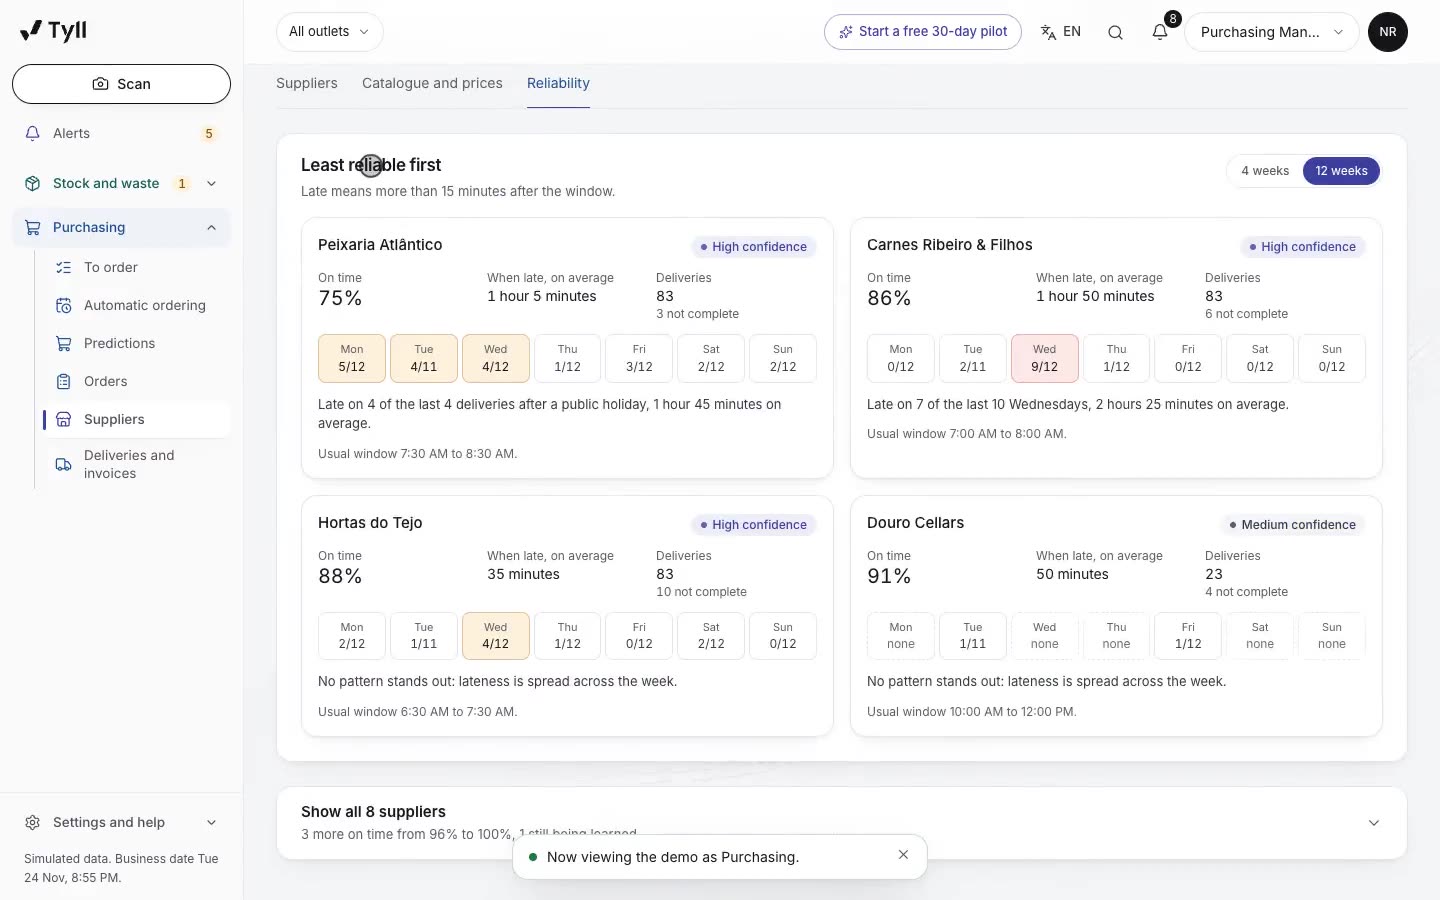 Tyll
All outlets
Start a free 30-day pilot
EN
8
Purchasing Man...
NR
Scan
Alerts
5
Stock and waste
1
Purchasing
To order
Automatic ordering
Predictions
Orders
Suppliers
Deliveries and
invoices
Settings and help
Simulated data. Business date Tue
24 Nov, 8:55 PM.
Suppliers
Catalogue and prices
Reliability
Least reliable first
Late means more than 15 minutes after the window.
4 weeks
12 weeks
Peixaria Atlântico
High confidence
On time
75%
When late, on average
1 hour 5 minutes
Deliveries
83
3 not complete
Mon
5/12
Tue
4/11
Wed
4/12
Thu
1/12
Fri
3/12
Sat
2/12
Sun
2/12
Late on 4 of the last 4 deliveries after a public holiday, 1 hour 45 minutes on
average.
Usual window 7:30 AM to 8:30 AM.
Carnes Ribeiro & Filhos
High confidence
On time
86%
When late, on average
1 hour 50 minutes
Deliveries
83
6 not complete
Mon
0/12
Tue
2/11
Wed
9/12
Thu
1/12
Fri
0/12
Sat
0/12
Sun
0/12
Late on 7 of the last 10 Wednesdays, 2 hours 25 minutes on average.
Usual window 7:00 AM to 8:00 AM.
Hortas do Tejo
High confidence
On time
88%
When late, on average
35 minutes
Deliveries
83
10 not complete
Mon
2/12
Tue
1/11
Wed
4/12
Thu
1/12
Fri
0/12
Sat
2/12
Sun
0/12
No pattern stands out: lateness is spread across the week.
Usual window 6:30 AM to 7:30 AM.
Douro Cellars
Medium confidence
On time
91%
When late, on average
50 minutes
Deliveries
23
4 not complete
Mon
none
Tue
1/11
Wed
none
Thu
none
Fri
1/12
Sat
none
Sun
none
No pattern stands out: lateness is spread across the week.
Usual window 10:00 AM to 12:00 PM.
Show all 8 suppliers
3 more on time from 96% to 100%, 1 still being learned
Now viewing the demo as Purchasing.